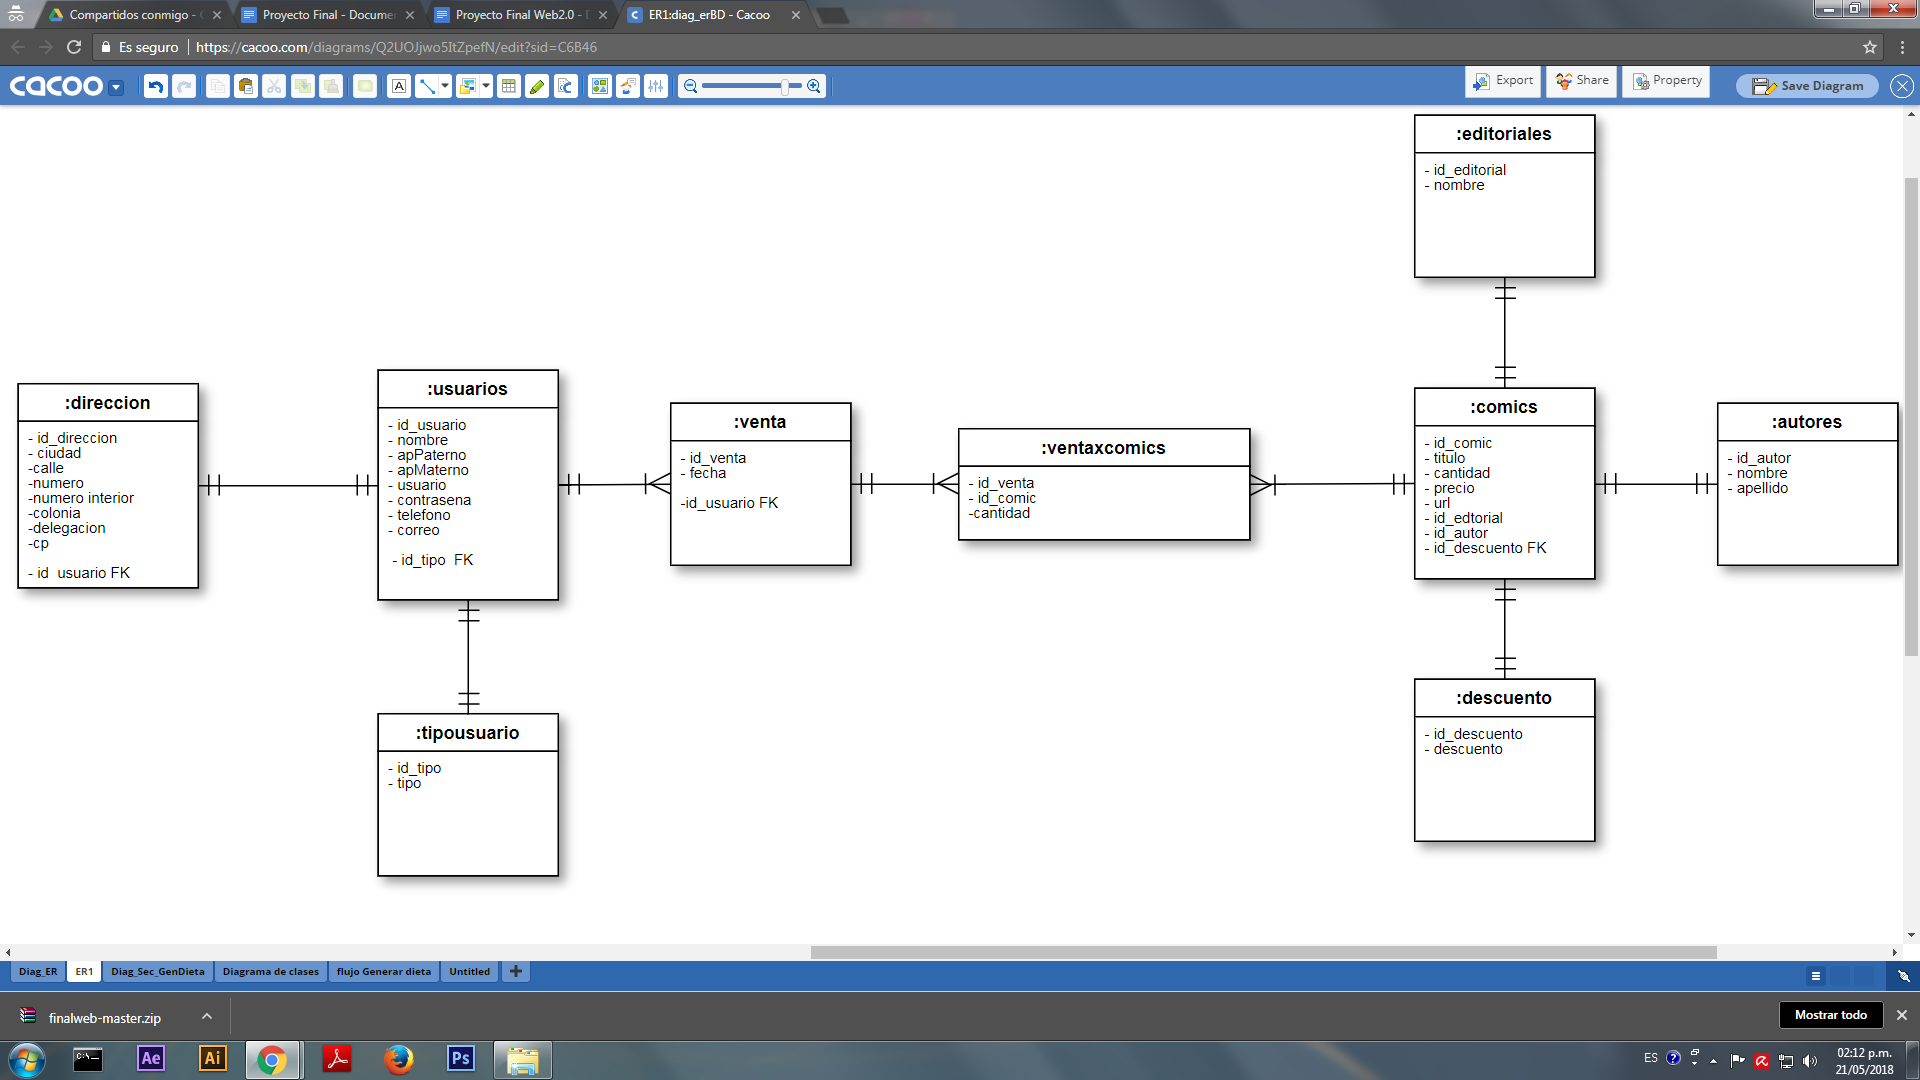 Compartidos conmigo -
Proyecto Final - Docume
Proyecto Final Web2.0 -
ER1:diag_erBD - Cacoo
Es seguro
https://cacoo.com/diagrams/Q2UOJjwo5ItZpefN/edit?sid=C6B46
cacoo
Export
Share
Property
Save Diagram
:editoriales
- id_editorial
- nombre
:direccion
- id_direccion
- ciudad
-calle
-numero
-numero interior
-colonia
-delegacion
-cp
- id_usuario FK
:usuarios
- id_usuario
- nombre
- apPaterno
- apMaterno
- usuario
- contrasena
- telefono
- correo
- id_tipo FK
:venta
- id_venta
- fecha
-id_usuario FK
:ventaxcomics
- id_venta
- id_comic
-cantidad
:comics
- id_comic
- titulo
- cantidad
- precio
- url
- id_edtorial
- id_autor
- id_descuento FK
:autores
- id_autor
- nombre
- apellido
:tipousuario
- id_tipo
- tipo
:descuento
- id_descuento
- descuento
Diag_ER
ER1
Diag_Sec_GenDieta
Diagrama de clases
flujo Generar dieta
Untitled
finalweb-master.zip
Mostrar todo
Ae
Ai
Ps
ES
02:12 p.m.
21/05/2018